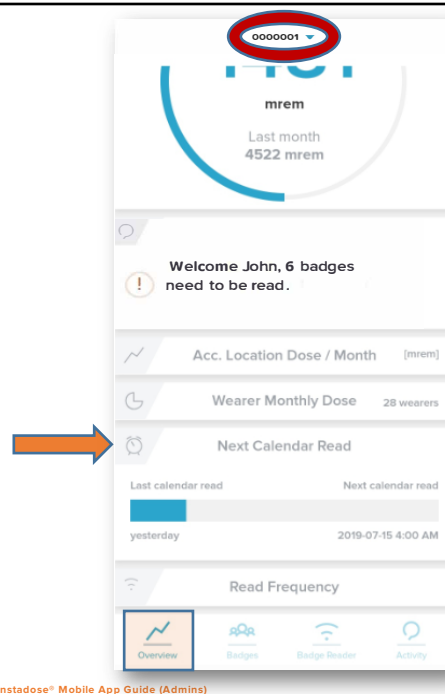 0000001
mrem
Last month
4522 mrem
Welcome John, 6 badges
need to be read.
Acc. Location Dose / Month [mrem]
Wearer Monthly Dose 28 wearers
Next Calendar Read
Last calendar read Next calendar read
yesterday 2019-07-15 4:00 AM
Read Frequency
Overview Badges Badge Reader Activity
nstadose® Mobile App Guide (Admins)